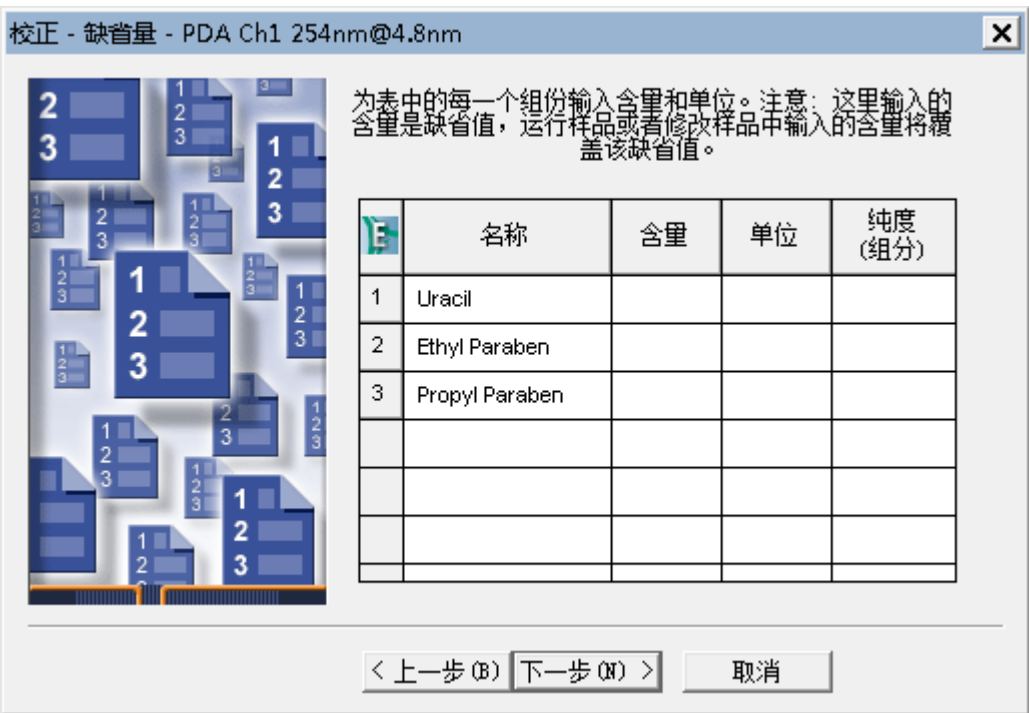 校正 - 缺省量 - PDA Ch1 254nm@4.8nm
为表中的每一个组份输入含量和单位。注意：这里输入的
含量是缺省值，运行样品或者修改样品中输入的含量将覆
盖该缺省值。
E 名称 含量 单位 纯度
(组分)
1 Uracil
2 Ethyl Paraben
3 Propyl Paraben
< 上一步(B) 下一步(N) > 取消